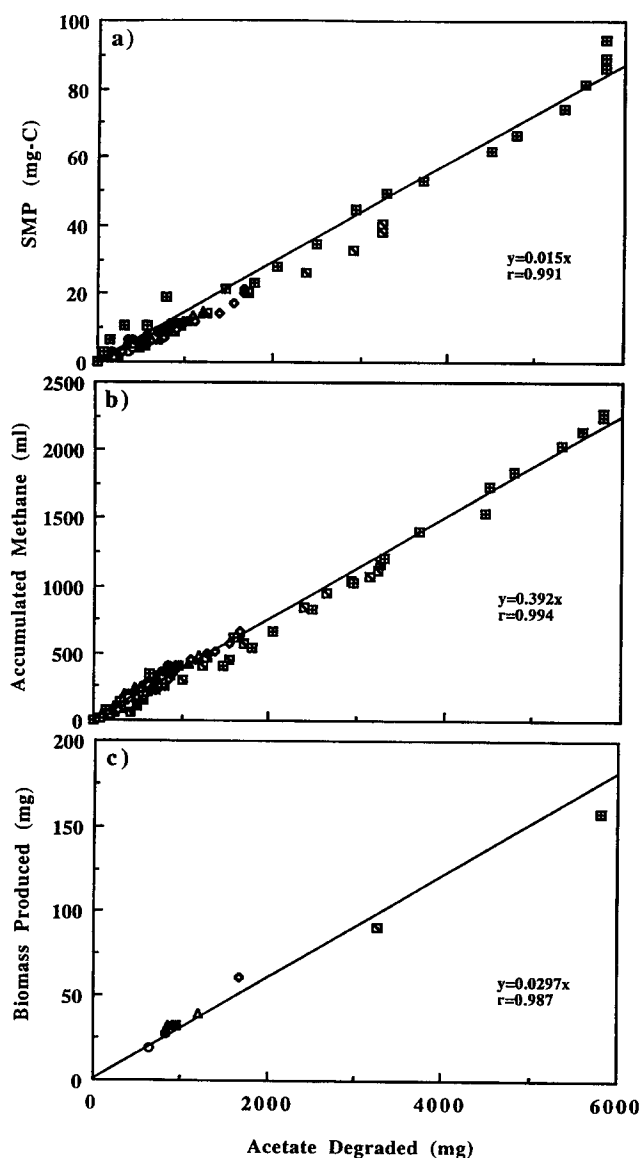 a)
100
80
60
40
20
0
SMP (mg-C)
y=0.015x
r=0.991
b)
2500
2000
1500
1000
500
0
Accumulated Methane (ml)
y=0.392x
r=0.994
c)
200
150
100
50
0
Biomass Produced (mg)
y=0.0297x
r=0.987
0 2000 4000 6000
Acetate Degraded (mg)